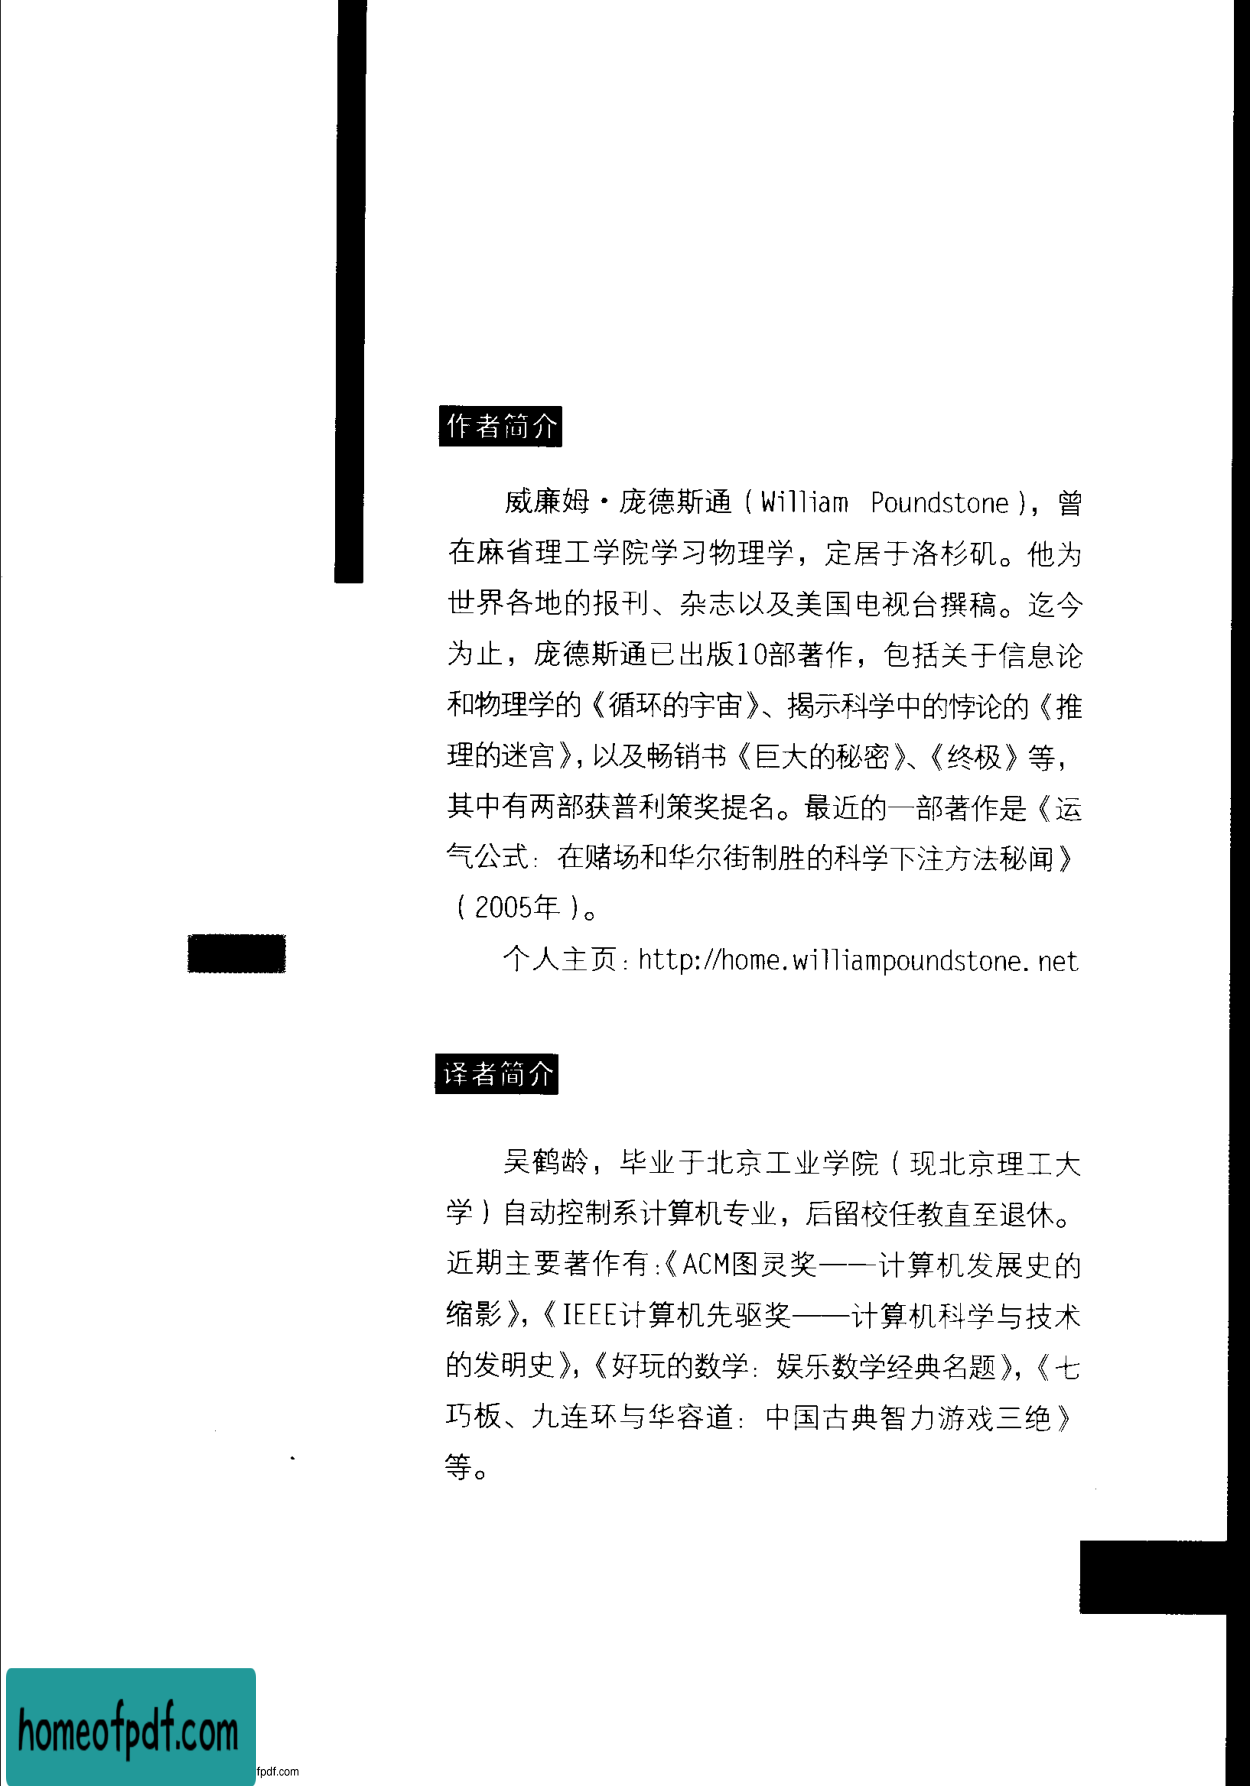 作者简介
威廉姆·庞德斯通（William Poundstone），曾
在麻省理工学院学习物理学，定居于洛杉矶。他为
世界各地的报刊、杂志以及美国电视台撰稿。迄今
为止，庞德斯通已出版10部著作，包括关于信息论
和物理学的《循环的宇宙》、揭示科学中的悖论的《推
理的迷宫》，以及畅销书《巨大的秘密》、《终极》等，
其中有两部获普利策奖提名。最近的一部著作是《运
气公式：在赌场和华尔街制胜的科学下注方法秘闻》
（2005年）。
个人主页：http://home.williampoundstone.net
译者简介
吴鹤龄，毕业于北京工业学院（现北京理工大
学）自动控制系计算机专业，后留校任教直至退休。
近期主要著作有：《ACM图灵奖——计算机发展史的
缩影》，《IEEE计算机先驱奖——计算机科学与技术
的发明史》，《好玩的数学：娱乐数学经典名题》，《七
巧板、九连环与华容道：中国古典智力游戏三绝》
等。
homeofpdf.com
fpdf.com